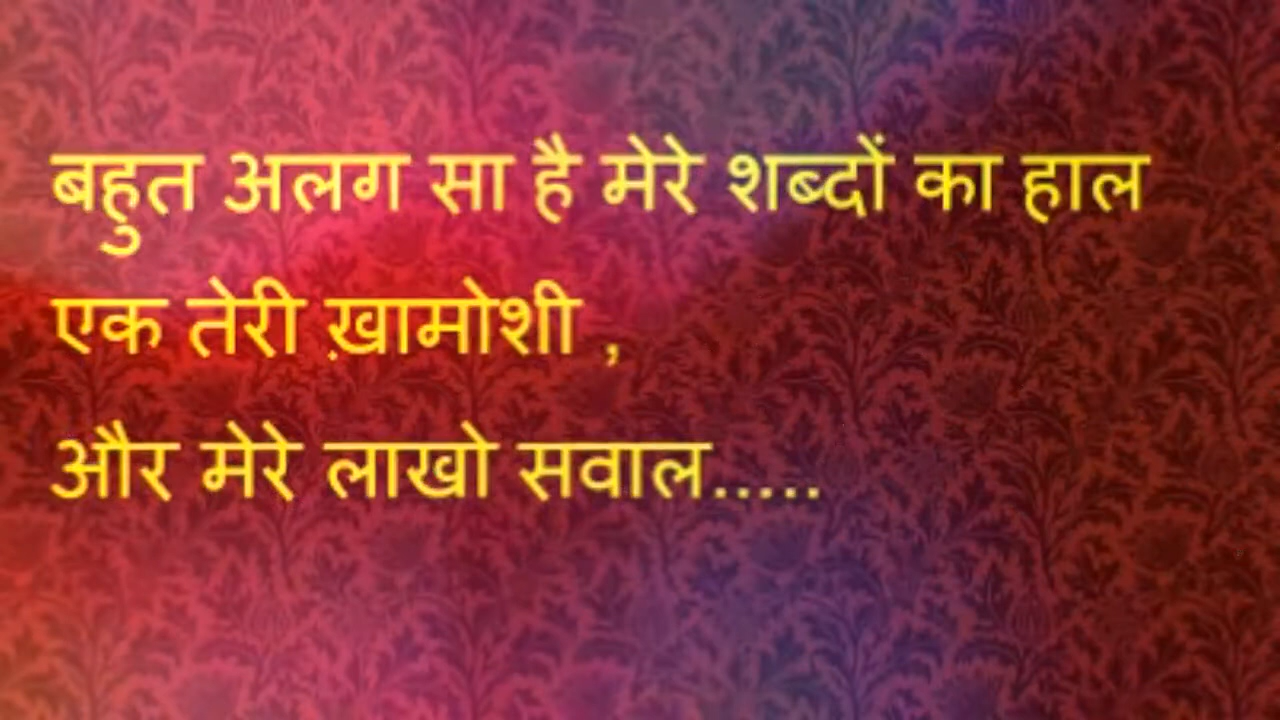 बहुत अलग सा है मेरे शब्दों का हाल
एक तेरी ख़ामोशी ,
और मेरे लाखो सवाल.....